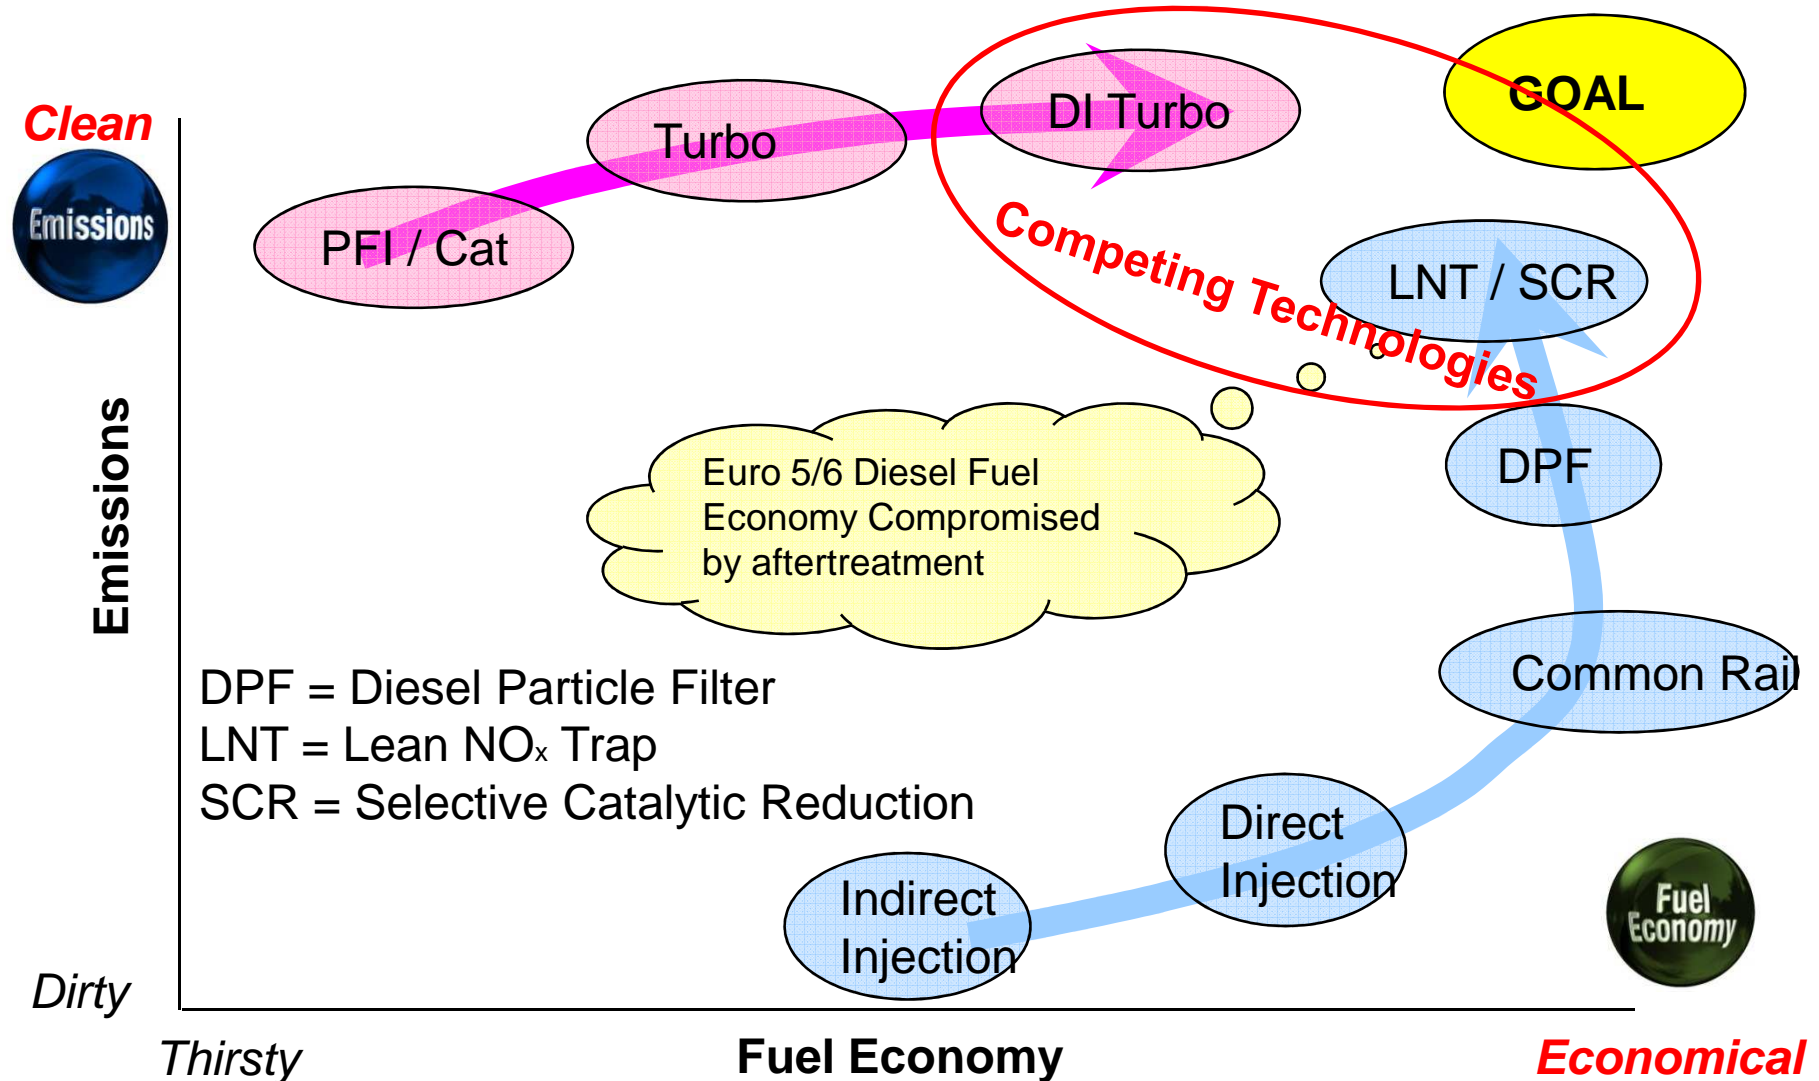 GOAL
DI Turbo
Clean
Turbo
Emissions
PFI / Cat
Competing Technologies
LNT / SCR
Emissions
Euro 5/6 Diesel Fuel
Economy Compromised
by aftertreatment
DPF
Common Rail
DPF = Diesel Particle Filter
LNT = Lean NOx Trap
SCR = Selective Catalytic Reduction
Direct
Injection
Indirect
Injection
Fuel
Economy
Dirty
Thirsty
Fuel Economy
Economical